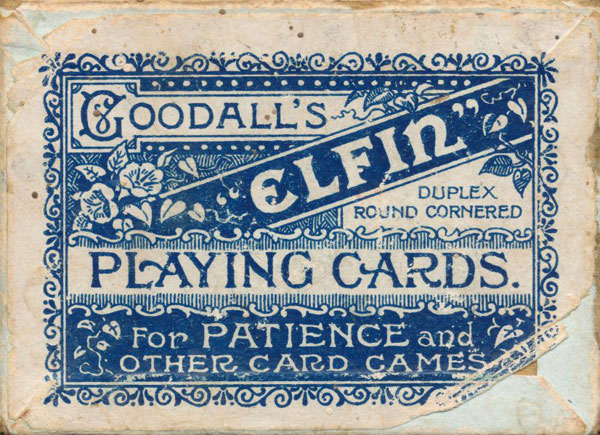 GOODALL'S
"ELFIN"
DUPLEX
ROUND CORNERED
PLAYING CARDS.
For PATIENCE and
OTHER CARD GAMES